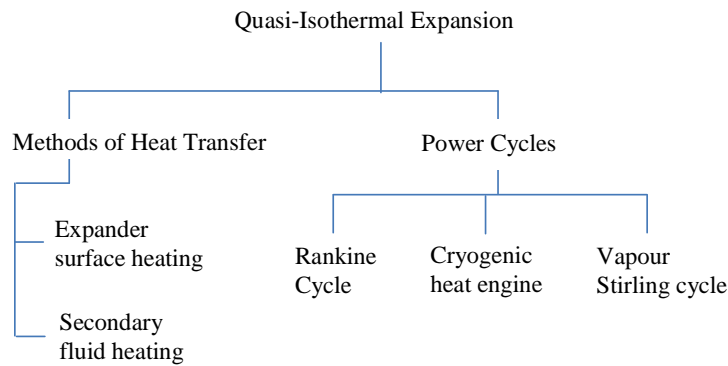 Quasi-Isothermal Expansion
Methods of Heat Transfer
Power Cycles
Expander
surface heating
Secondary
fluid heating
Rankine
Cycle
Cryogenic
heat engine
Vapour
Stirling cycle